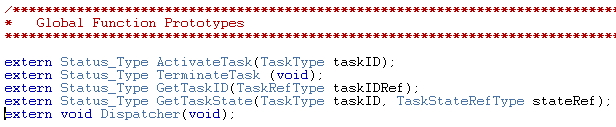 /****************************************************************************
*   Global Function Prototypes
*****************************************************************************
extern Status_Type ActivateTask(TaskType taskID);
extern Status_Type TerminateTask (void);
extern Status_Type GetTaskID(TaskRefType taskIDRef);
extern Status_Type GetTaskState(TaskType taskID, TaskStateRefType stateRef);
extern void Dispatcher(void);